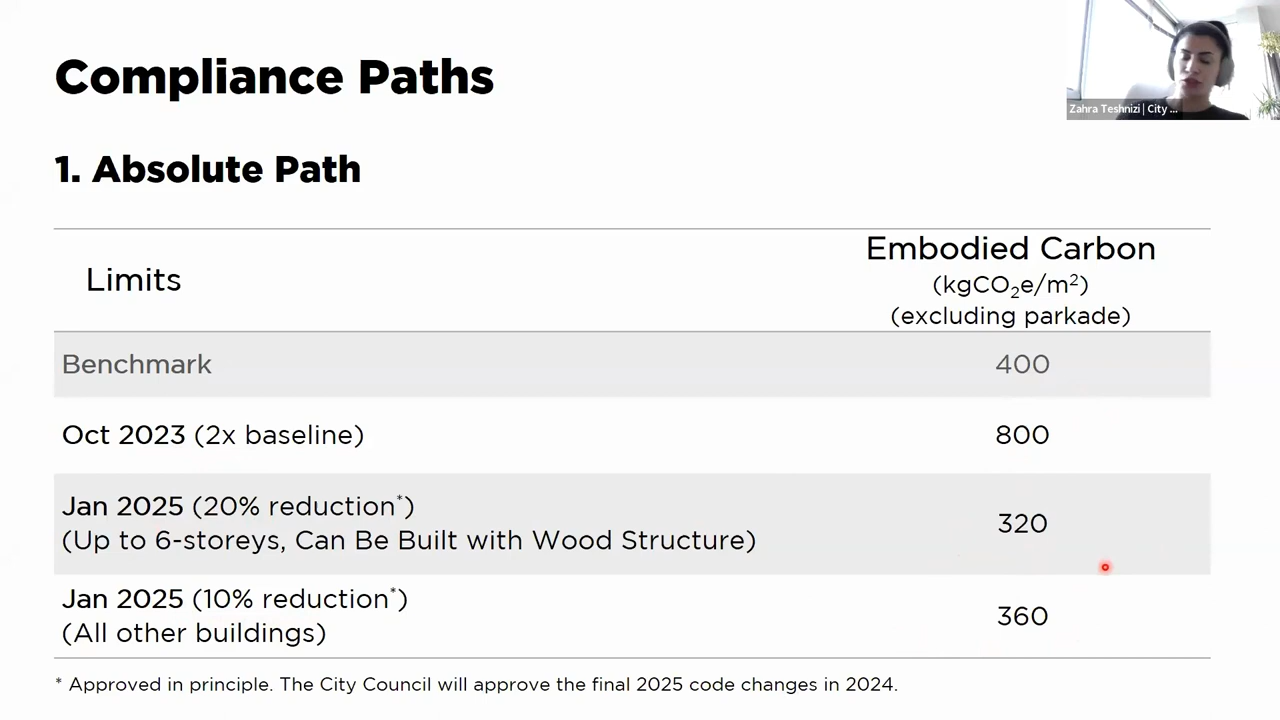 Compliance Paths
Zahra Teshnizi | City ...
1. Absolute Path
Limits
Embodied Carbon
(kgCO₂e/m²)
(excluding parkade)
Benchmark
400
Oct 2023 (2x baseline)
800
Jan 2025 (20% reduction*)
(Up to 6-storeys, Can Be Built with Wood Structure)
320
Jan 2025 (10% reduction*)
(All other buildings)
360
* Approved in principle. The City Council will approve the final 2025 code changes in 2024.